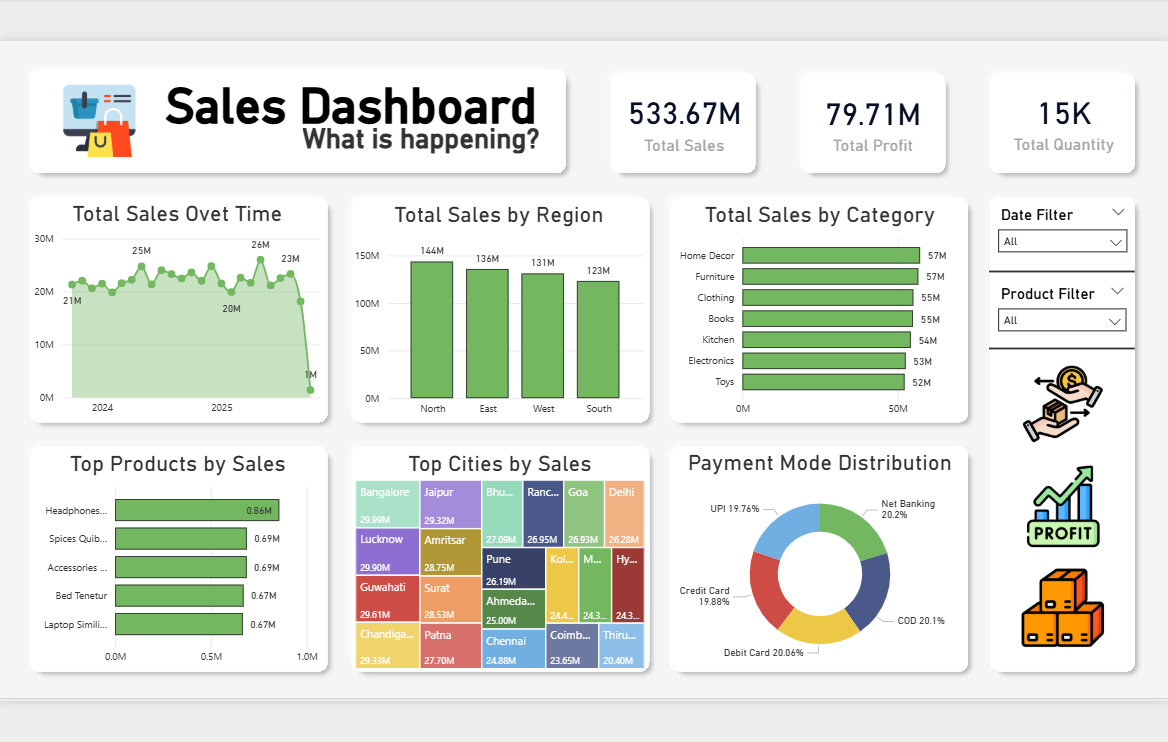 Sales Dashboard
What is happening?
533.67M
Total Sales
79.71M
Total Profit
15K
Total Quantity
Total Sales Ovet Time
30M
20M
10M
0M
21M
25M
20M
26M
23M
1M
2024
2025
Total Sales by Region
150M
100M
50M
0M
144M
136M
131M
123M
North
East
West
South
Total Sales by Category
Home Decor
57M
Furniture
57M
Clothing
55M
Books
55M
Kitchen
54M
Electronics
53M
Toys
52M
0M
50M
Date Filter
All
Product Filter
All
PROFIT
Top Products by Sales
Headphones...
0.86M
Spices Quib...
0.69M
Accessories ...
0.69M
Bed Tenetur
0.67M
Laptop Simili...
0.67M
0.0M
0.5M
1.0M
Top Cities by Sales
Bangalore
29.99M
Lucknow
29.90M
Guwahati
29.61M
Chandiga...
29.33M
Jaipur
29.32M
Amritsar
28.75M
Surat
28.53M
Patna
27.70M
Bhu...
27.09M
Ranc...
26.95M
Goa
26.93M
Delhi
26.28M
Pune
26.19M
Ahmeda...
25.00M
Chennai
24.88M
Kol...
24.4...
M...
24.3...
Hy...
24.3...
Coimb...
23.65M
Thiru...
20.40M
Payment Mode Distribution
Net Banking
20.2%
COD 20.1%
Debit Card 20.06%
Credit Card
19.88%
UPI 19.76%
U
$